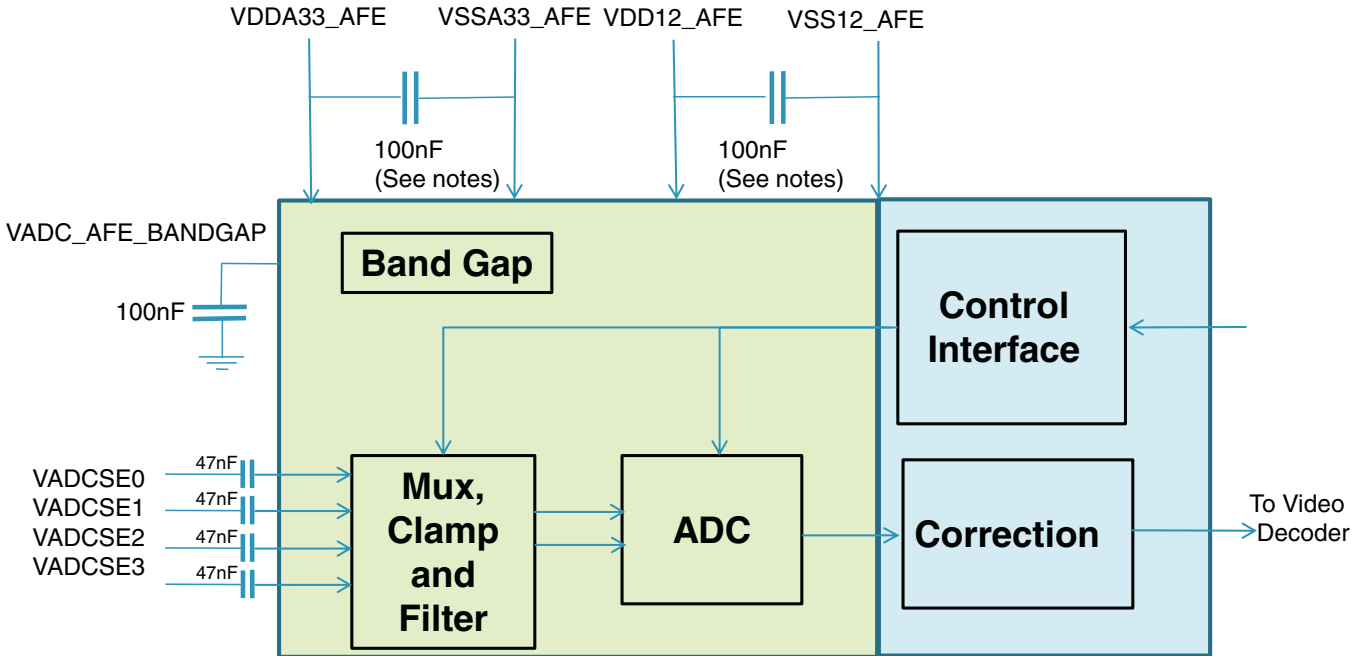 VDDA33_AFE
VSSA33_AFE
VDD12_AFE
VSS12_AFE
100nF
(See notes)
100nF
(See notes)
VADC_AFE_BANDGAP
100nF
Band Gap
Control
Interface
VADCSE0
VADCSE1
VADCSE2
VADCSE3
47nF
47nF
47nF
47nF
Mux,
Clamp
and
Filter
ADC
Correction
To Video
Decoder